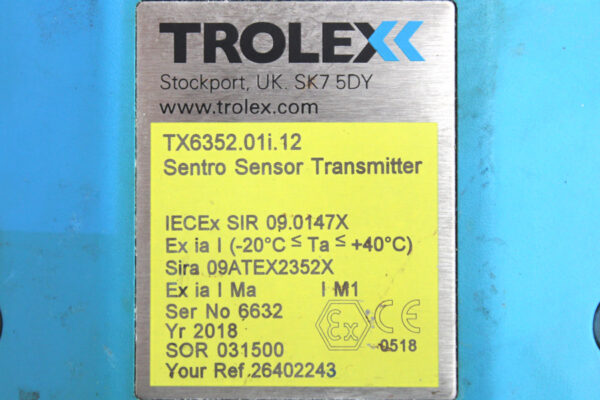 TROLEX
Stockport, UK. SK7 5DY
www.trolex.com
TX6352.01i.12
Sentro Sensor Transmitter
IECEx SIR 09.0147X
Ex ia I (-20°C ≤ Ta ≤ +40°C)
Sira 09ATEX2352X
Ex ia I Ma I M1
Ser No 6632
Yr 2018
Ex CE
SOR 031500 0518
Your Ref 26402243